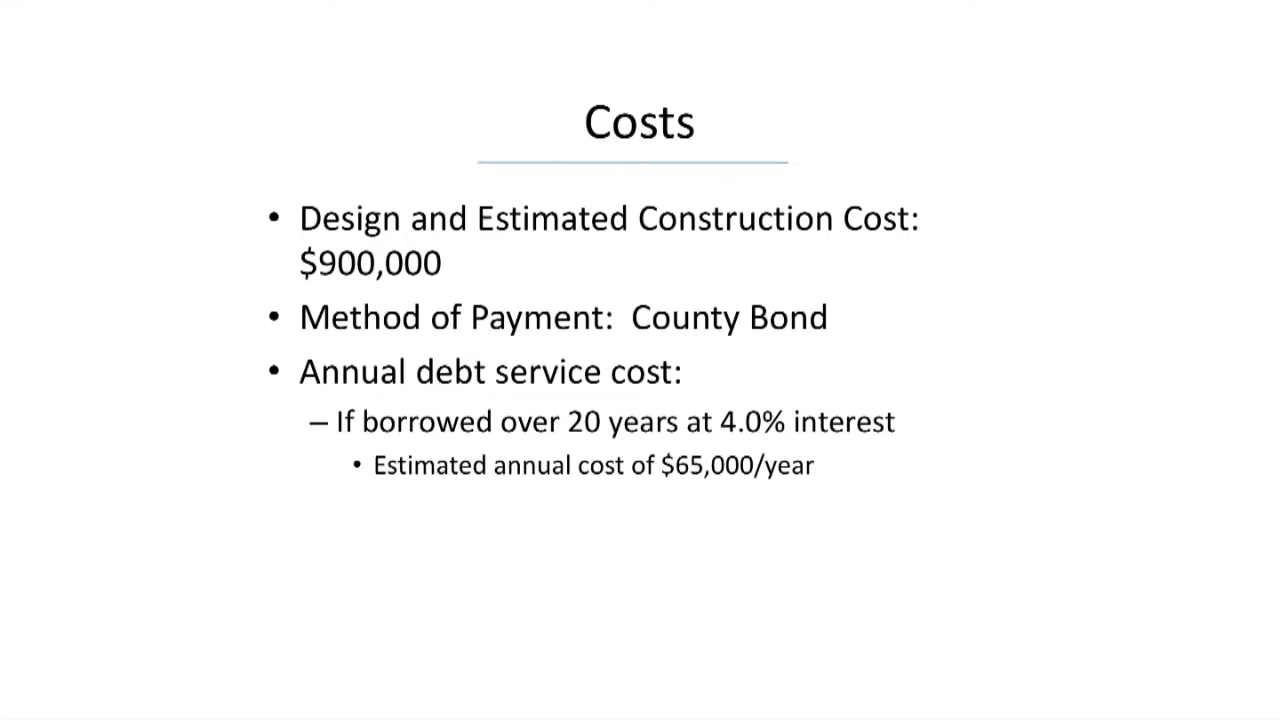 Costs
• Design and Estimated Construction Cost:
$900,000
• Method of Payment:  County Bond
• Annual debt service cost:
– If borrowed over 20 years at 4.0% interest
• Estimated annual cost of $65,000/year